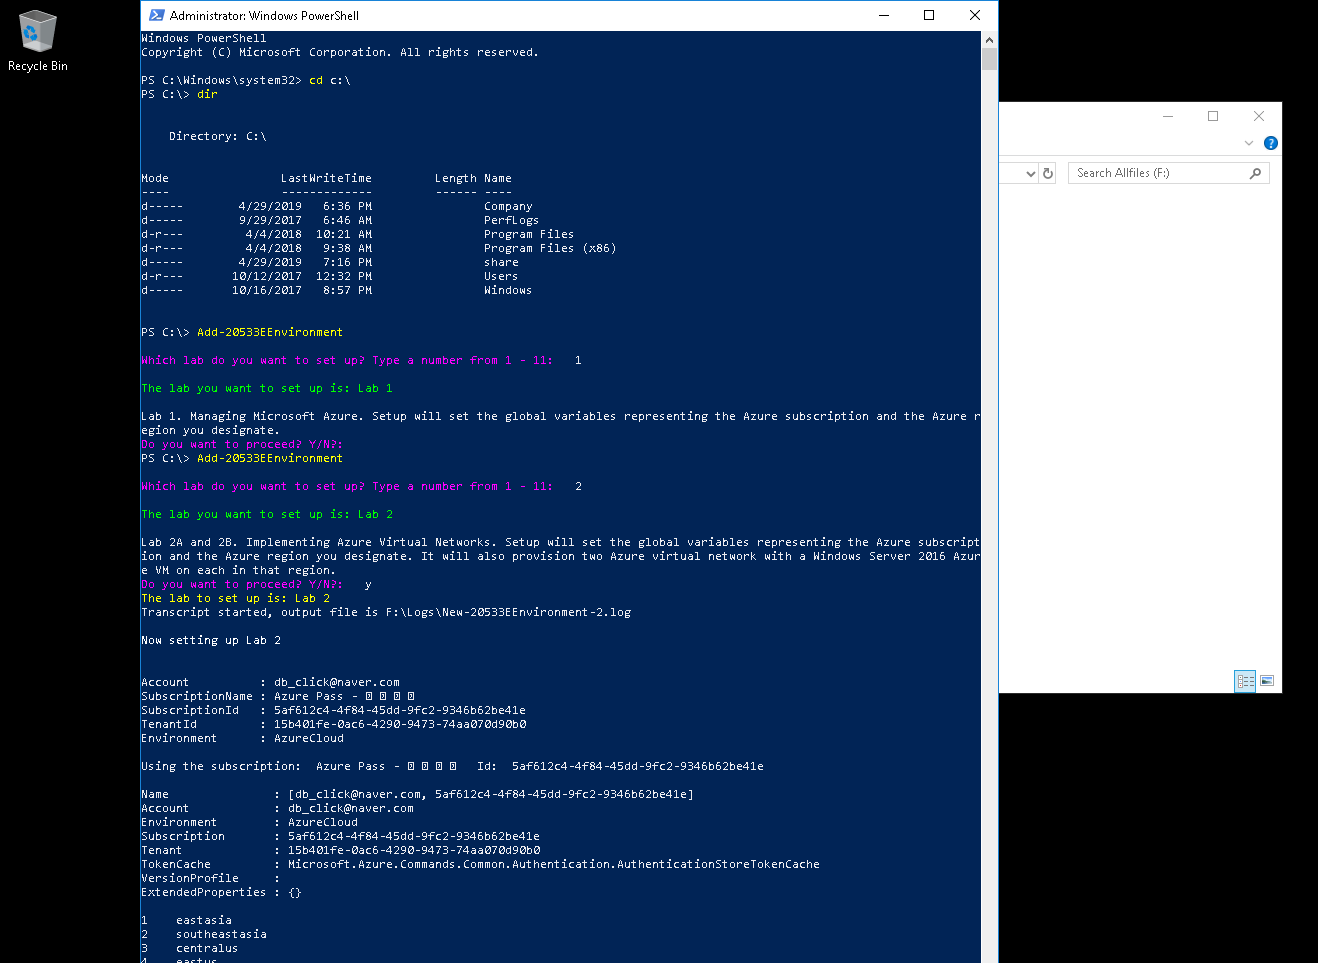 Recycle Bin
Administrator: Windows PowerShell
Windows PowerShell
Copyright (C) Microsoft Corporation. All rights reserved.
PS C:\Windows\system32> cd c:\
PS C:\> dir
Directory: C:\
Mode LastWriteTime Length Name
---- ------------- ------ ----
d----- 4/29/2019 6:36 PM Company
d----- 9/29/2017 6:46 AM PerfLogs
d-r--- 4/4/2018 10:21 AM Program Files
d-r--- 4/4/2018 9:38 AM Program Files (x86)
d----- 4/29/2019 7:16 PM share
d-r--- 10/12/2017 12:32 PM Users
d----- 10/16/2017 8:57 PM Windows
PS C:\> Add-20533EEnvironment
Which lab do you want to set up? Type a number from 1 - 11: 1
The lab you want to set up is: Lab 1
Lab 1. Managing Microsoft Azure. Setup will set the global variables representing the Azure subscription and the Azure r
egion you designate.
Do you want to proceed? Y/N?:
PS C:\> Add-20533EEnvironment
Which lab do you want to set up? Type a number from 1 - 11: 2
The lab you want to set up is: Lab 2
Lab 2A and 2B. Implementing Azure Virtual Networks. Setup will set the global variables representing the Azure subscript
ion and the Azure region you designate. It will also provision two Azure virtual network with a Windows Server 2016 Azur
e VM on each in that region.
Do you want to proceed? Y/N?: y
The lab to set up is: Lab 2
Transcript started, output file is F:\Logs\New-20533EEnvironment-2.log
Now setting up Lab 2
Account : db_click@naver.com
SubscriptionName : Azure Pass -
SubscriptionId : 5af612c4-4f84-45dd-9fc2-9346b62be41e
TenantId : 15b401fe-0ac6-4290-9473-74aa070d90b0
Environment : AzureCloud
Using the subscription: Azure Pass - Id: 5af612c4-4f84-45dd-9fc2-9346b62be41e
Name : [db_click@naver.com, 5af612c4-4f84-45dd-9fc2-9346b62be41e]
Account : db_click@naver.com
Environment : AzureCloud
Subscription : 5af612c4-4f84-45dd-9fc2-9346b62be41e
Tenant : 15b401fe-0ac6-4290-9473-74aa070d90b0
TokenCache : Microsoft.Azure.Commands.Common.Authentication.AuthenticationStoreTokenCache
VersionProfile :
ExtendedProperties : {}
1 eastasia
2 southeastasia
3 centralus
4 eastus
Search Allfiles (F:)